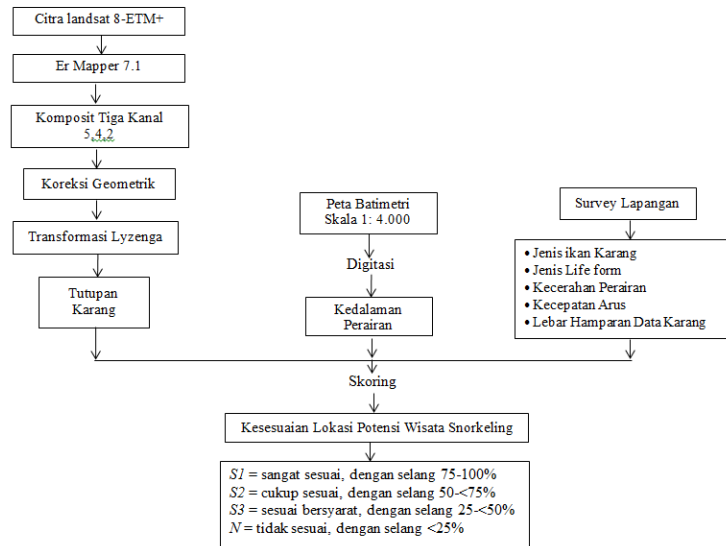 Citra landsat 8-ETM+
Er Mapper 7.1
Komposit Tiga Kanal
5,4,2
Koreksi Geometrik
Transformasi Lyzenga
Tutupan
Karang
Peta Batimetri
Skala 1: 4.000
Digitasi
Kedalaman
Perairan
Survey Lapangan
• Jenis ikan Karang
• Jenis Life form
• Kecerahan Perairan
• Kecepatan Arus
• Lebar Hamparan Data Karang
Skoring
Kesesuaian Lokasi Potensi Wisata Snorkeling
S1 = sangat sesuai, dengan selang 75-100%
S2 = cukup sesuai, dengan selang 50-<75%
S3 = sesuai bersyarat, dengan selang 25-<50%
N = tidak sesuai, dengan selang <25%